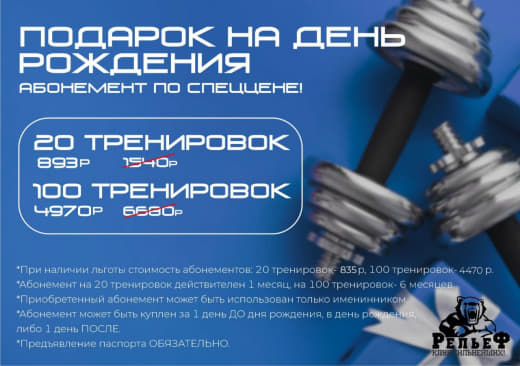 ПОДАРОК НА ДЕНЬ
РОЖДЕНИЯ
АБОНЕМЕНТ ПО СПЕЦЦЕНЕ!
20 ТРЕНИРОВОК
893Р 1540Р
100 ТРЕНИРОВОК
4970Р 6680Р
*При наличии льготы стоимость абонементов: 20 тренировок- 835 р, 100 тренировок- 4470 р.
*Абонемент на 20 тренировок действителен 1 месяц, на 100 тренировок- 6 месяцев
*Приобретенный абонемент может быть использован только именинником.
*Абонемент может быть куплен за 1 день ДО дня рождения, в день рождения,
либо 1 день ПОСЛЕ.
*Предъявление паспорта ОБЯЗАТЕЛЬНО.
РЕЛЬЕФ
КЛУБ СИЛЬНЕЙШИХ!